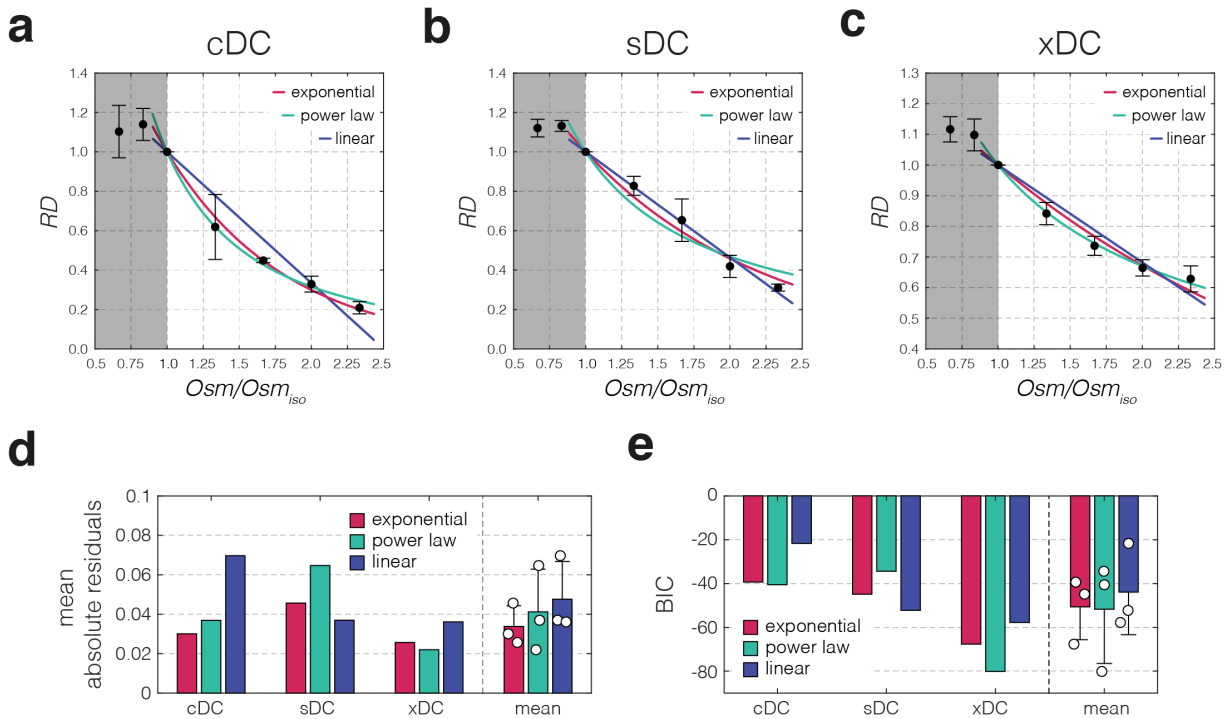 a
cDC
1.4
1.2
1.0
0.8
0.6
0.4
0.2
0.0
RD
exponential
power law
linear
0.5 0.75 1.0 1.25 1.5 1.75 2.0 2.25 2.5
Osm/Osm iso
b
sDC
1.4
1.2
1.0
0.8
0.6
0.4
0.2
0.0
RD
exponential
power law
linear
0.5 0.75 1.0 1.25 1.5 1.75 2.0 2.25 2.5
Osm/Osm iso
c
xDC
1.3
1.2
1.1
1.0
0.9
0.8
0.7
0.6
0.5
0.4
RD
exponential
power law
linear
0.5 0.75 1.0 1.25 1.5 1.75 2.0 2.25 2.5
Osm/Osm iso
d
0.1
0.08
0.06
0.04
0.02
0
mean
absolute residuals
exponential
power law
linear
cDC sDC xDC mean
e
0
-20
-40
-60
-80
BIC
exponential
power law
linear
cDC sDC xDC mean